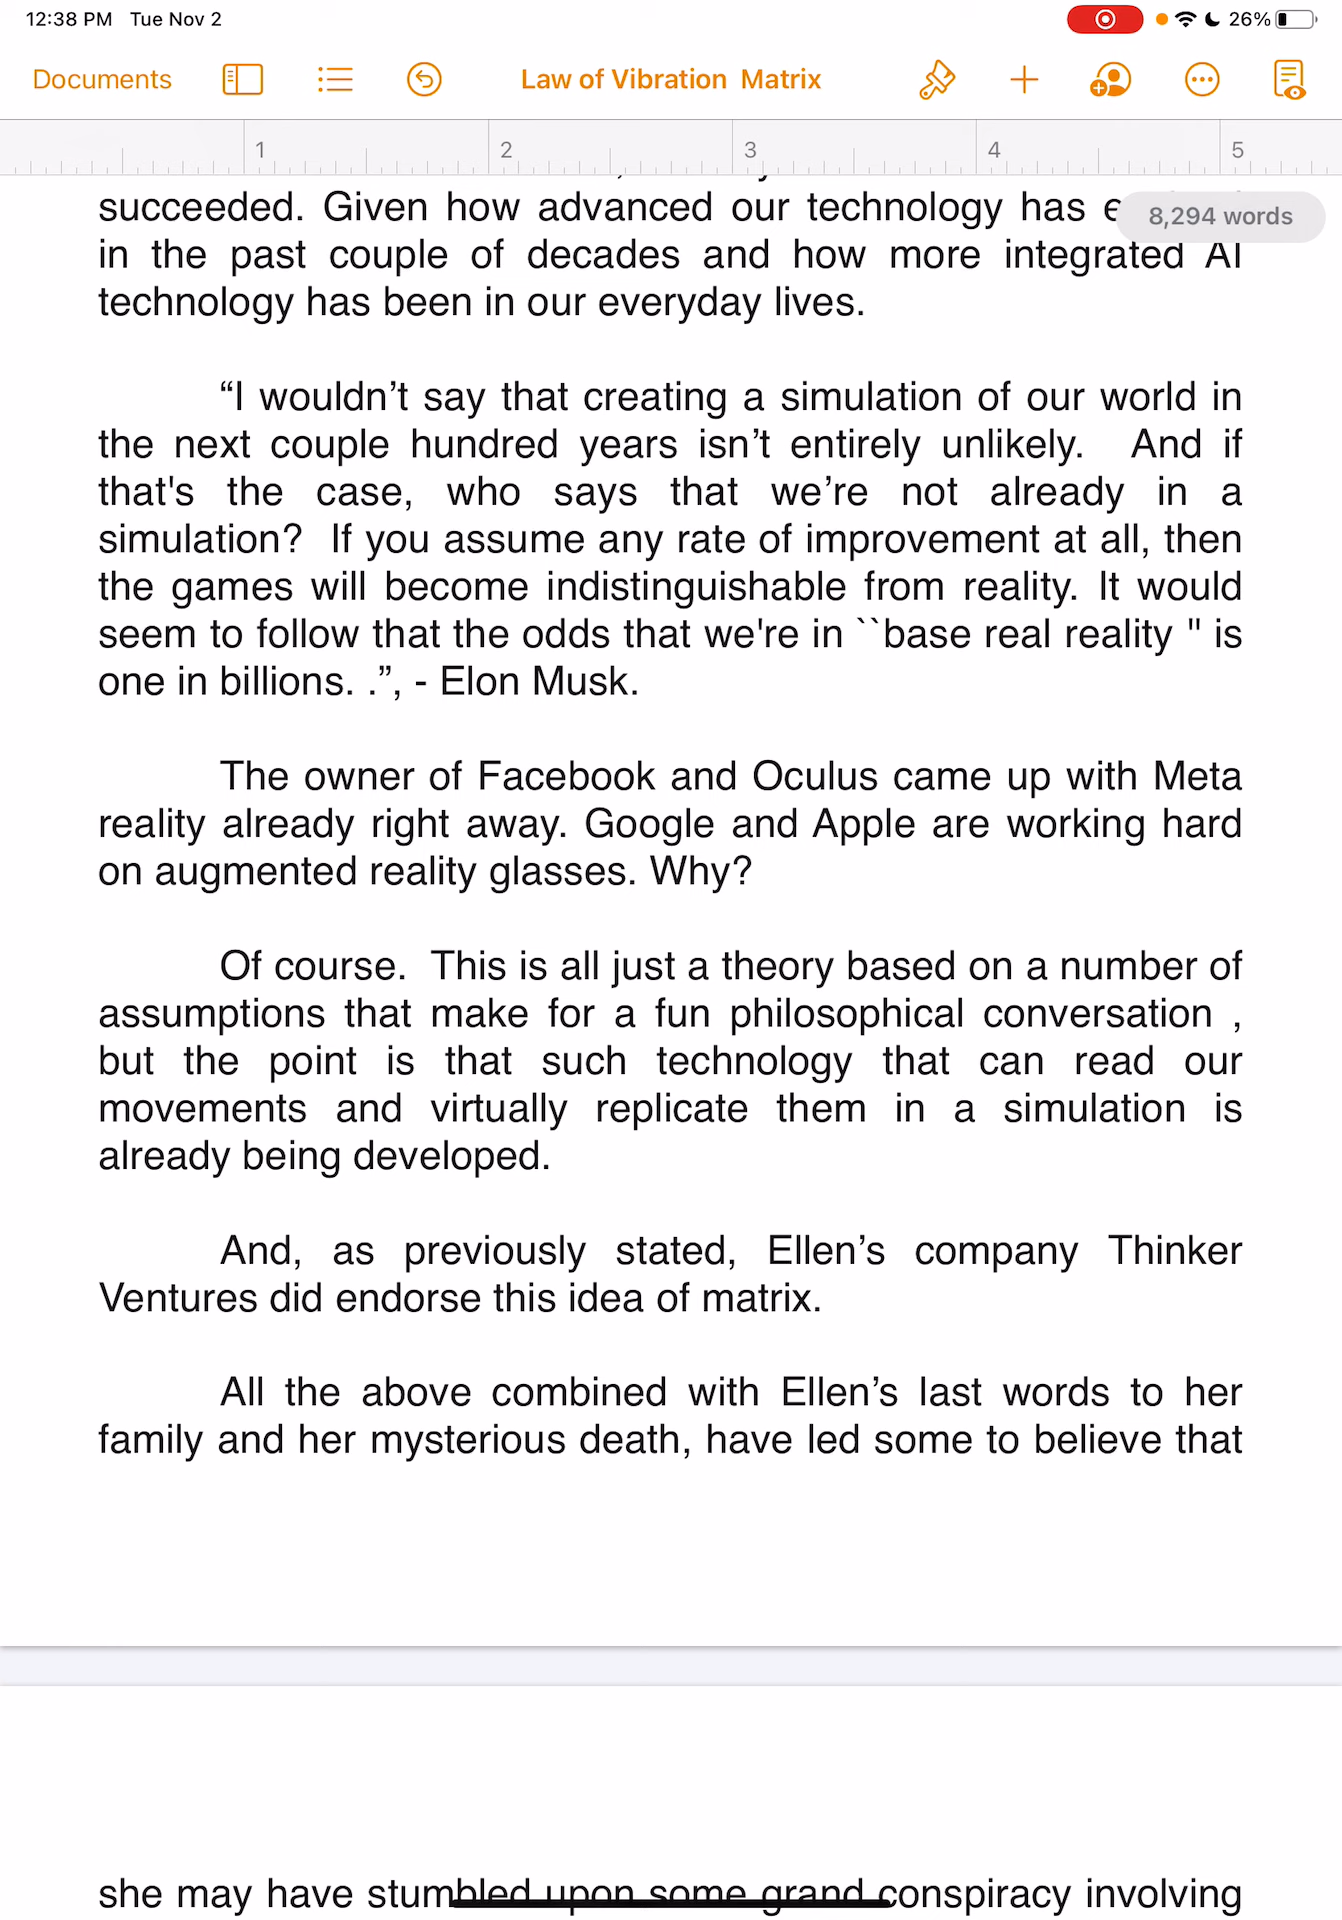 12:38 PM Tue Nov 2
26%
Documents
Law of Vibration Matrix
1 2 3 4 5
8,294 words
succeeded. Given how advanced our technology has
in the past couple of decades and how more integrated AI
technology has been in our everyday lives.
“I wouldn’t say that creating a simulation of our world in
the next couple hundred years isn’t entirely unlikely. And if
that's the case, who says that we’re not already in a
simulation? If you assume any rate of improvement at all, then
the games will become indistinguishable from reality. It would
seem to follow that the odds that we're in ``base real reality " is
one in billions. .”, - Elon Musk.
The owner of Facebook and Oculus came up with Meta
reality already right away. Google and Apple are working hard
on augmented reality glasses. Why?
Of course. This is all just a theory based on a number of
assumptions that make for a fun philosophical conversation ,
but the point is that such technology that can read our
movements and virtually replicate them in a simulation is
already being developed.
And, as previously stated, Ellen’s company Thinker
Ventures did endorse this idea of matrix.
All the above combined with Ellen’s last words to her
family and her mysterious death, have led some to believe that
she may have stumbled upon some grand conspiracy involving